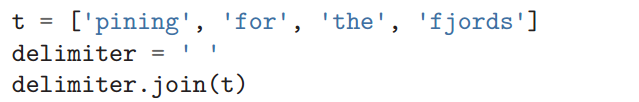 t = ['pining', 'for', 'the', 'fjords']
delimiter = ' '
delimiter.join(t)